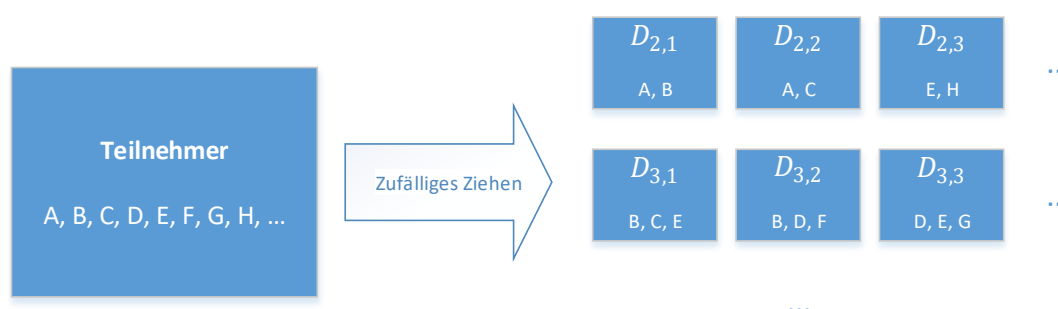 Teilnehmer
A, B, C, D, E, F, G, H, ...
Zufälliges Ziehen
D2,1
A, B
D2,2
A, C
D2,3
E, H
...
D3,1
B, C, E
D3,2
B, D, F
D3,3
D, E, G
...
...